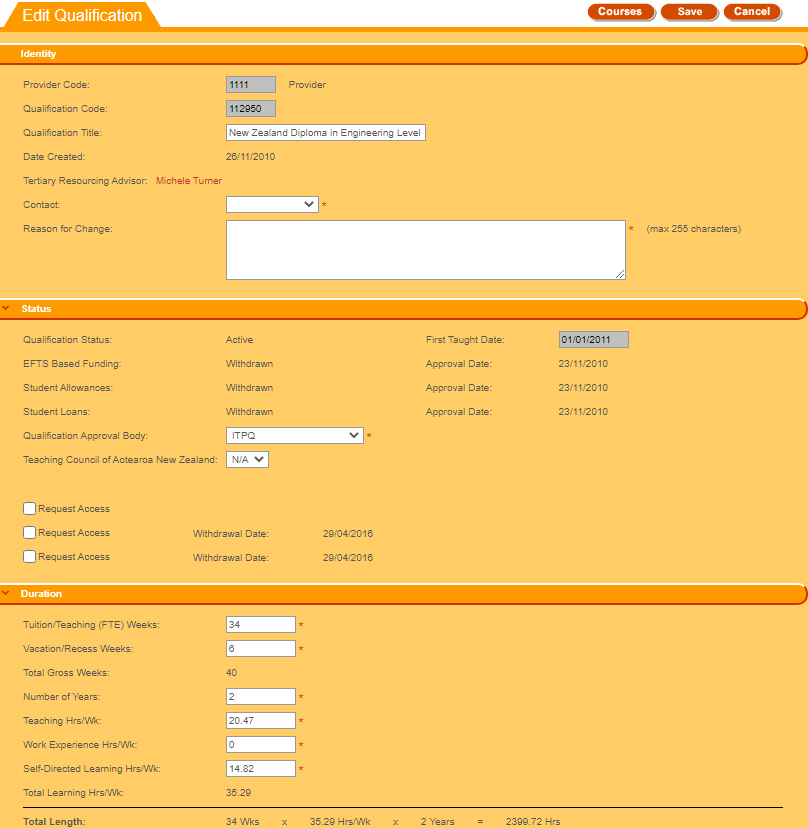 Edit Qualification Courses Save Cancel
Identity
Provider Code: 1111 Provider
Qualification Code: 112950
Qualification Title: New Zealand Diploma in Engineering Level
Date Created: 26/11/2010
Tertiary Resourcing Advisor: Michele Turner
Contact: *
Reason for Change: * (max 255 characters)
Status
Qualification Status: Active First Taught Date: 01/01/2011
EFTS Based Funding: Withdrawn Approval Date: 23/11/2010
Student Allowances: Withdrawn Approval Date: 23/11/2010
Student Loans: Withdrawn Approval Date: 23/11/2010
Qualification Approval Body: ITPQ *
Teaching Council of Aotearoa New Zealand: N/A
Request Access
Request Access Withdrawal Date: 29/04/2016
Request Access Withdrawal Date: 29/04/2016
Duration
Tuition/Teaching (FTE) Weeks: 34 *
Vacation/Recess Weeks: 6 *
Total Gross Weeks: 40
Number of Years: 2 *
Teaching Hrs/Wk: 20.47 *
Work Experience Hrs/Wk: 0 *
Self-Directed Learning Hrs/Wk: 14.82 *
Total Learning Hrs/Wk: 35.29
Total Length: 34 Wks x 35.29 Hrs/Wk x 2 Years = 2399.72 Hrs